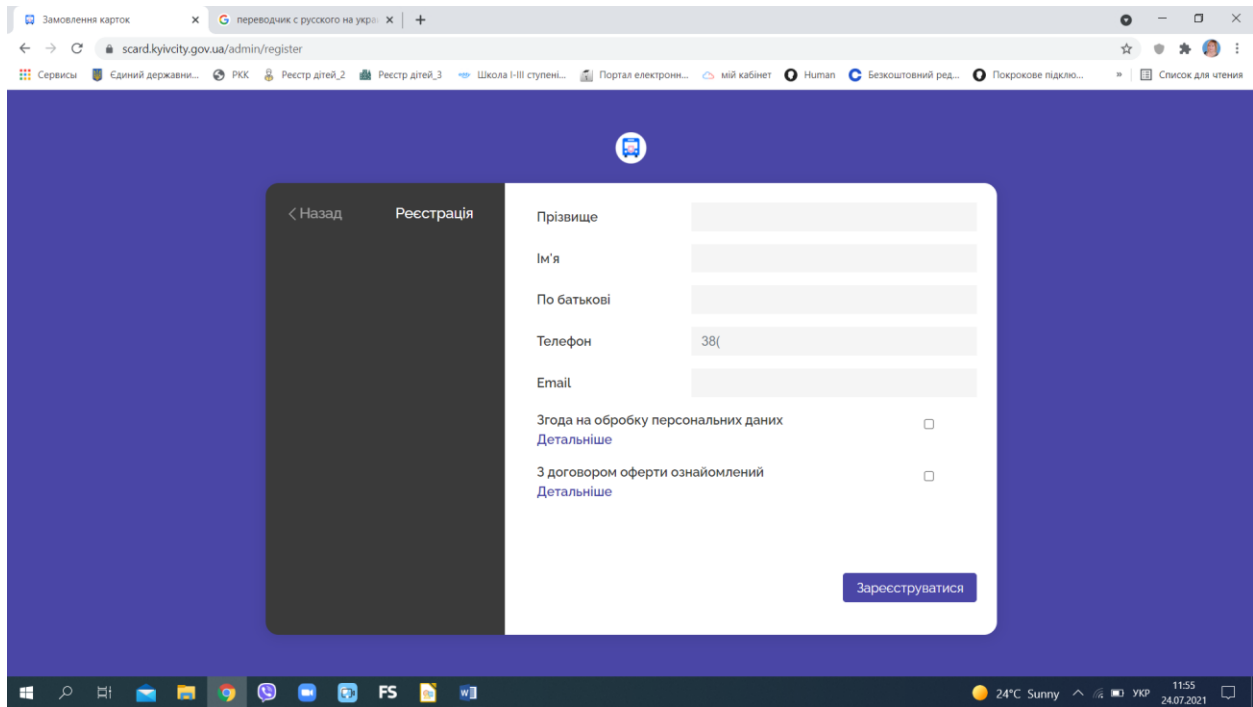 Замовлення карток
переводчик с русского на укра
scard.kyivcity.gov.ua/admin/register
Сервисы Єдиний державни... РКК Реєстр дітей_2 Реєстр дітей_3 Школа І-ІІІ ступені... Портал електронн... мій кабінет Human Безкоштовний ред... Покрокове підклю... » Список для чтения
Назад Реєстрація
Прізвище
Ім'я
По батькові
Телефон 38(
Email
Згода на обробку персональних даних
Детальніше
З договором оферти ознайомлений
Детальніше
Зареєструватися
FS 24°C Sunny УКР 11:55
24.07.2021